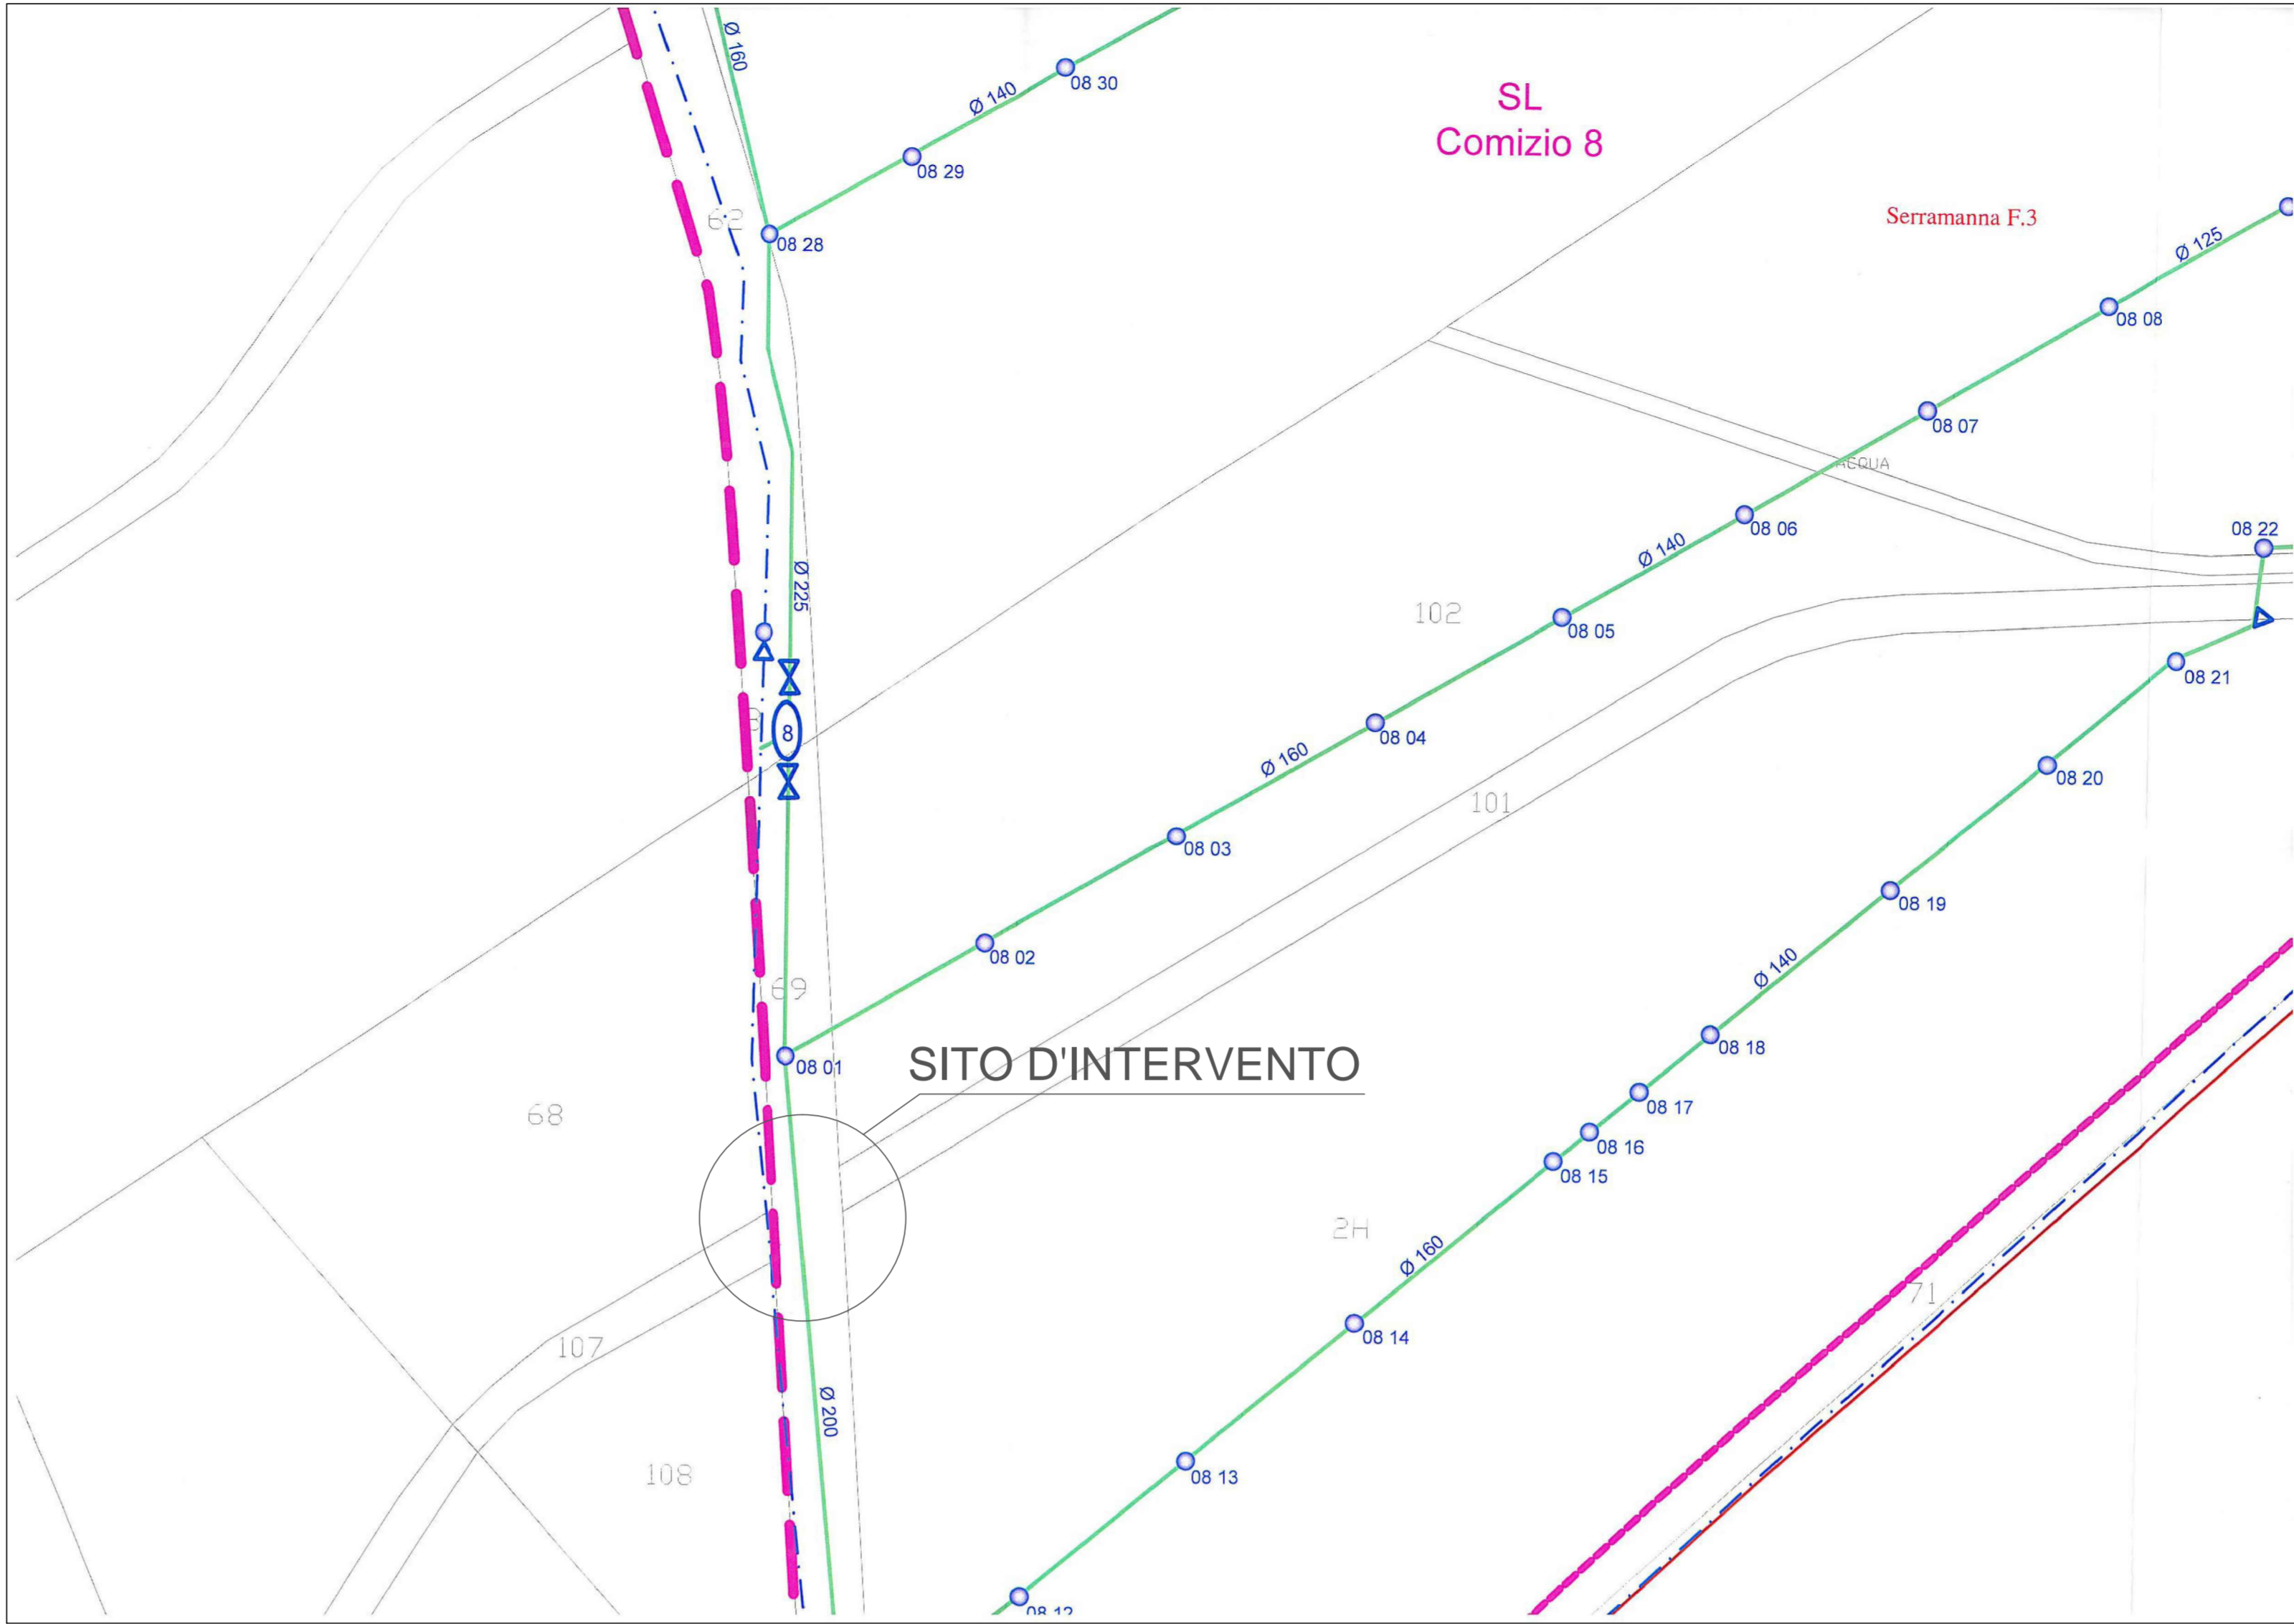 Ø 160
08 30
Ø 140
SL
Comizio 8
08 29
Serramanna F.3
62
08 28
Ø 125
08 08
08 07
ACQUA
08 06
08 22
Ø 140
Ø 225
102
08 05
08 21
8
08 04
Ø 160
08 20
101
08 03
08 19
08 02
Ø 140
69
08 01
SITO D'INTERVENTO
08 18
08 17
68
08 16
08 15
2H
Ø 160
71
08 14
107
Ø 200
08 13
108
08 12